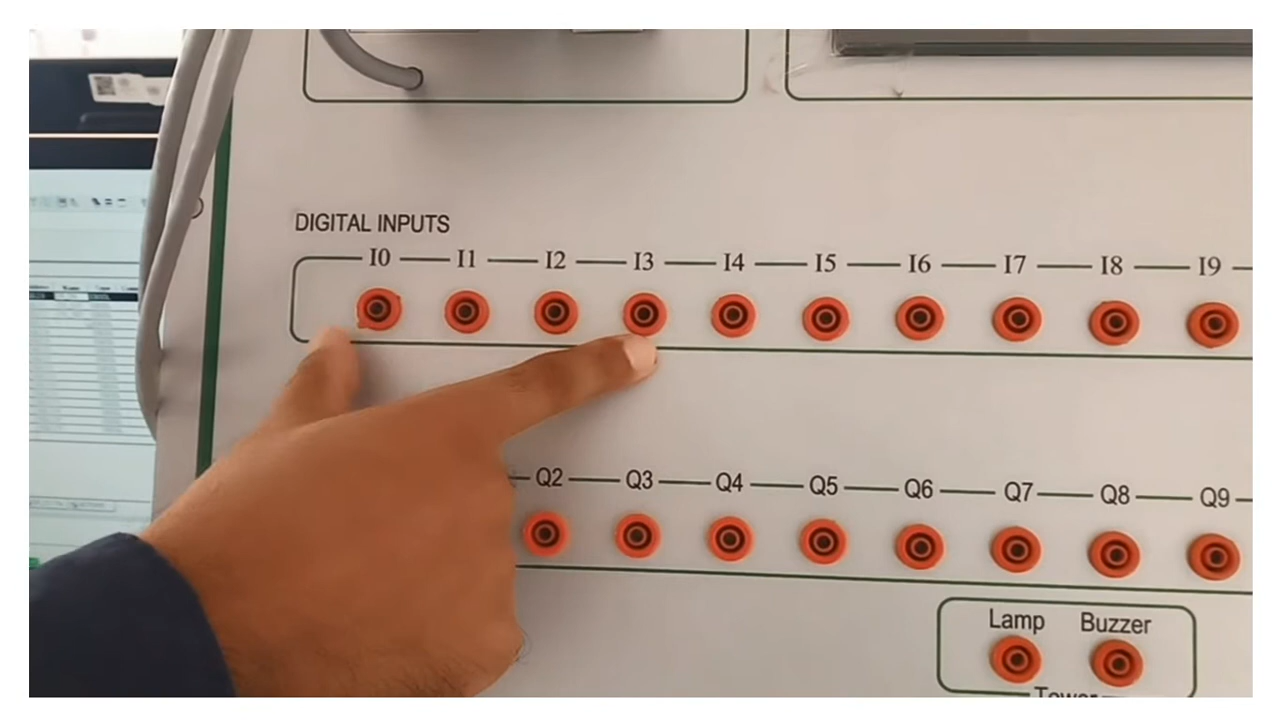 DIGITAL INPUTS
I0 I1 I2 I3 I4 I5 I6 I7 I8 I9
Q2 Q3 Q4 Q5 Q6 Q7 Q8 Q9
Lamp Buzzer
Tower